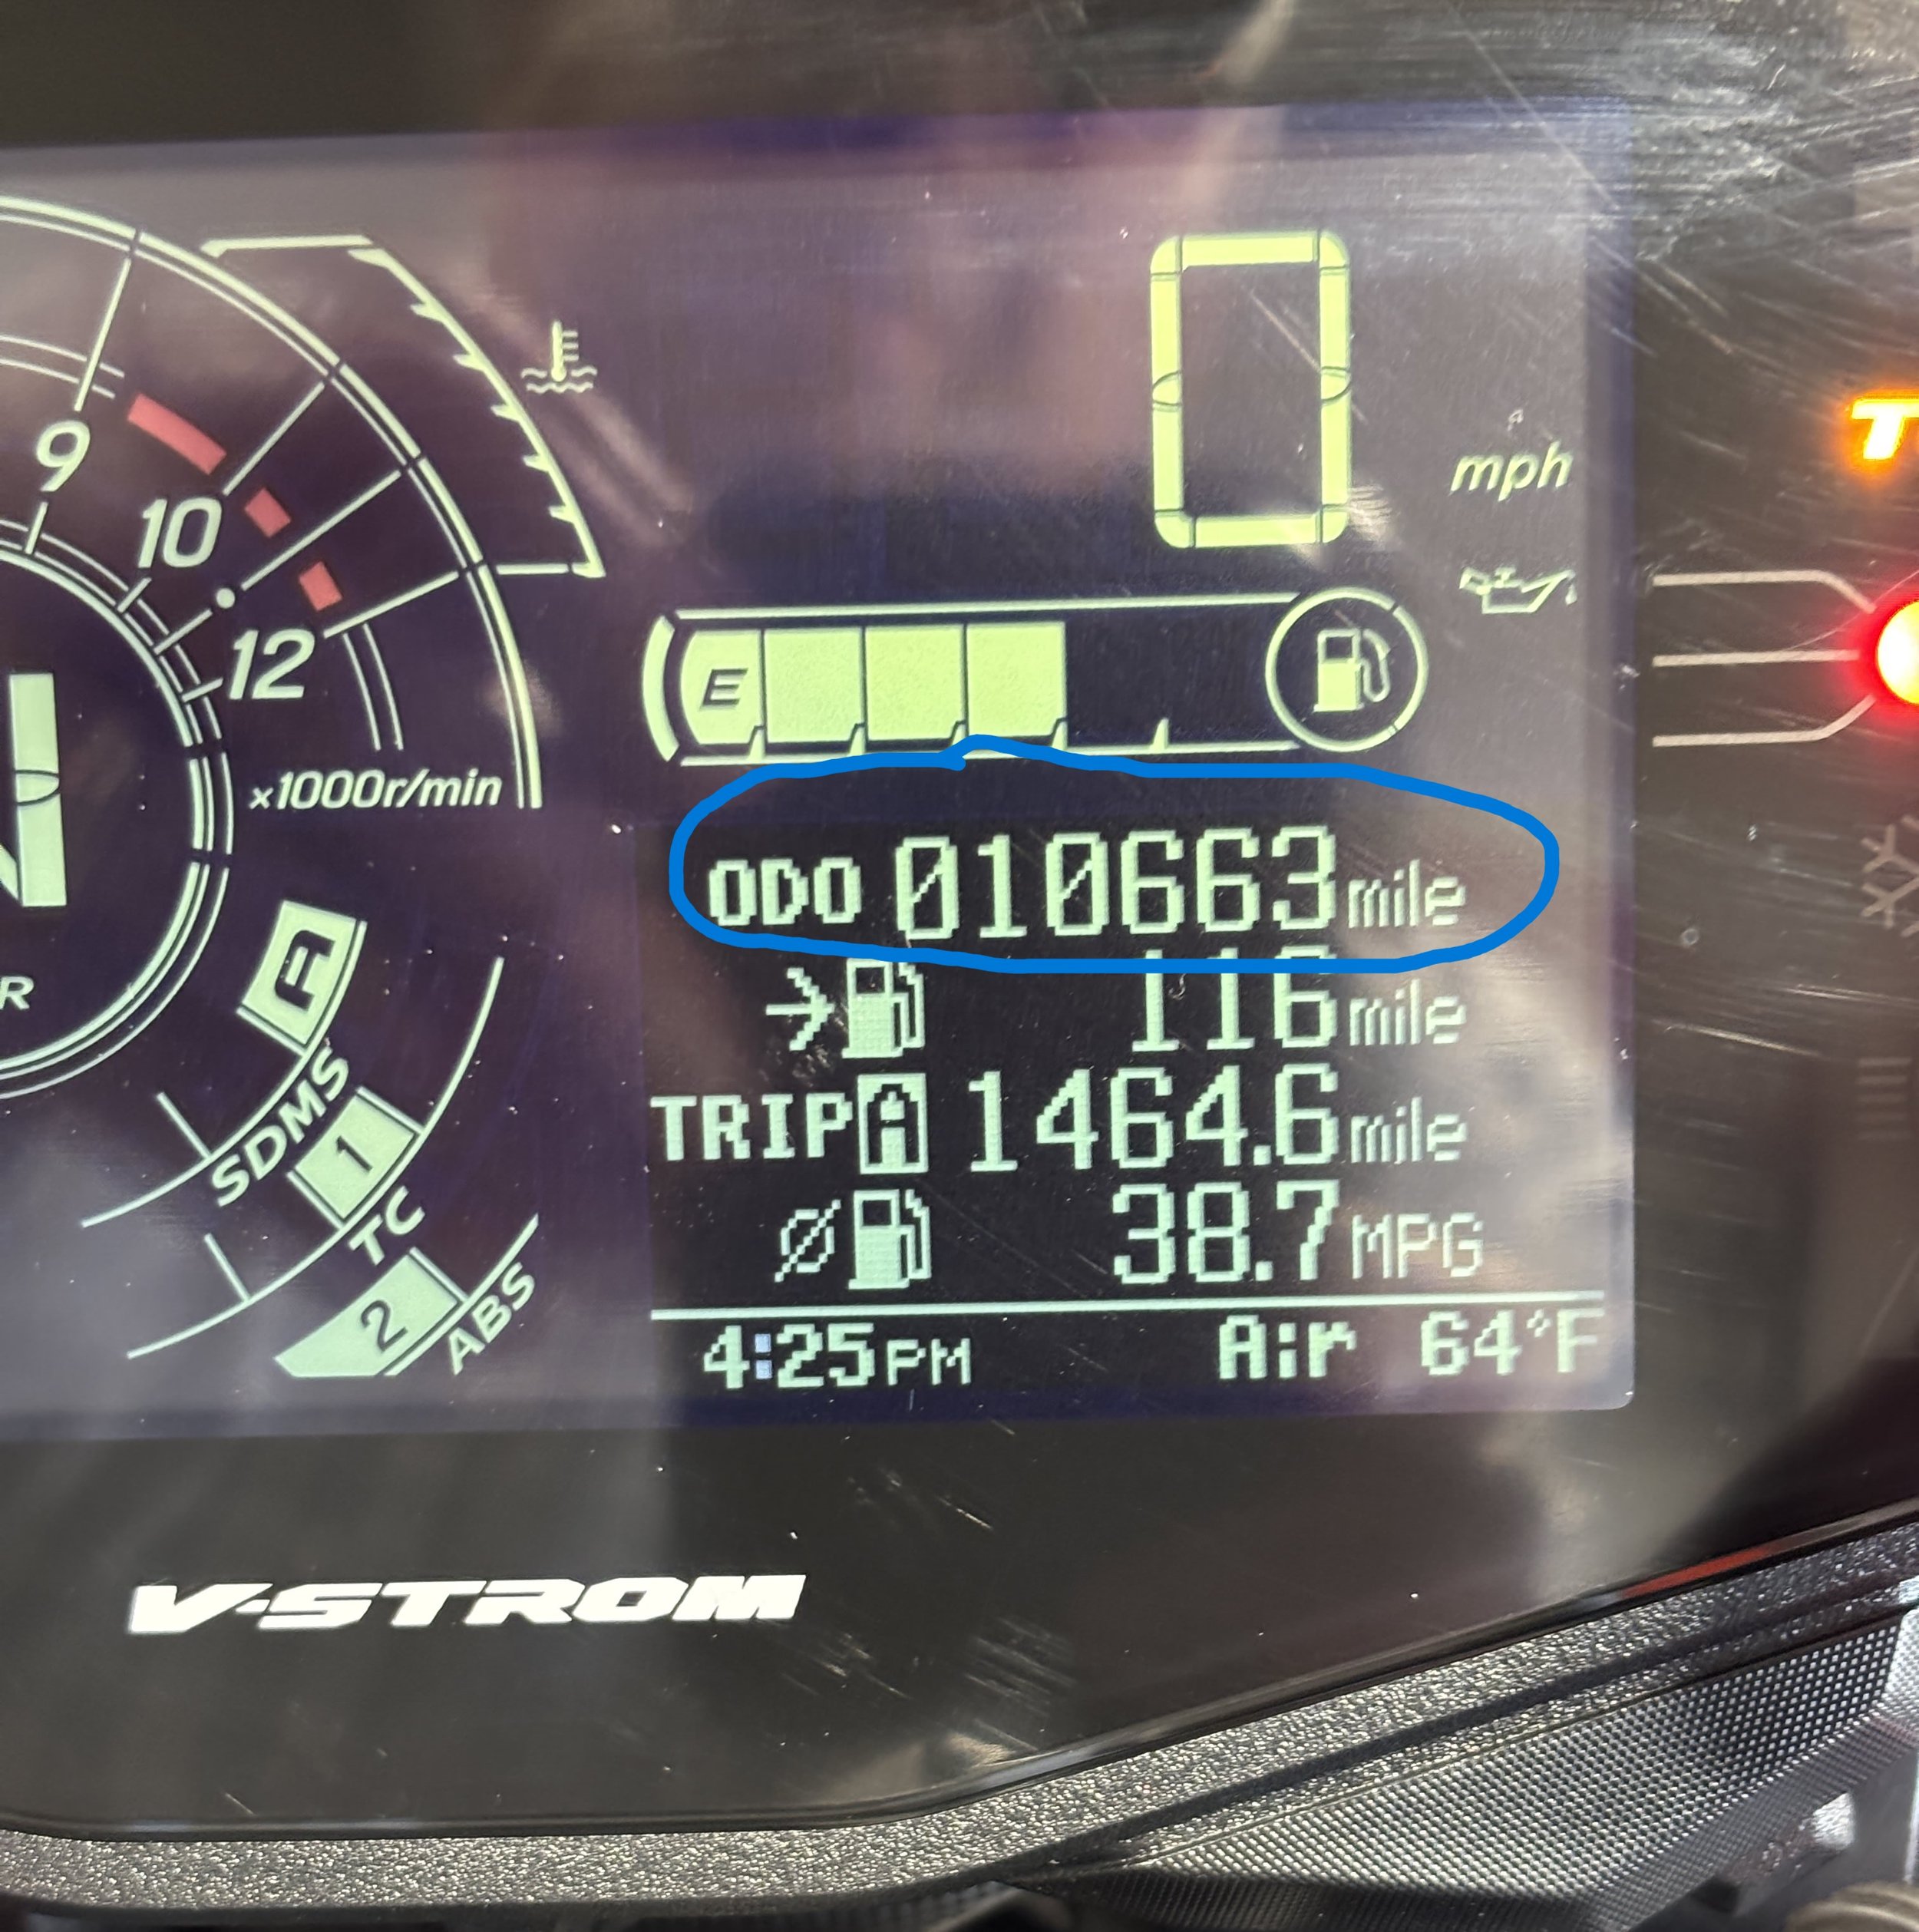 0
mph
9
10
12
E
x1000r/min
ODO 010663 mile
116 mile
A
SDMS
TRIP A 1464.6 mile
1
TC
38.7 MPG
2
ABS
4:25 PM Air 64°F
V-STROM